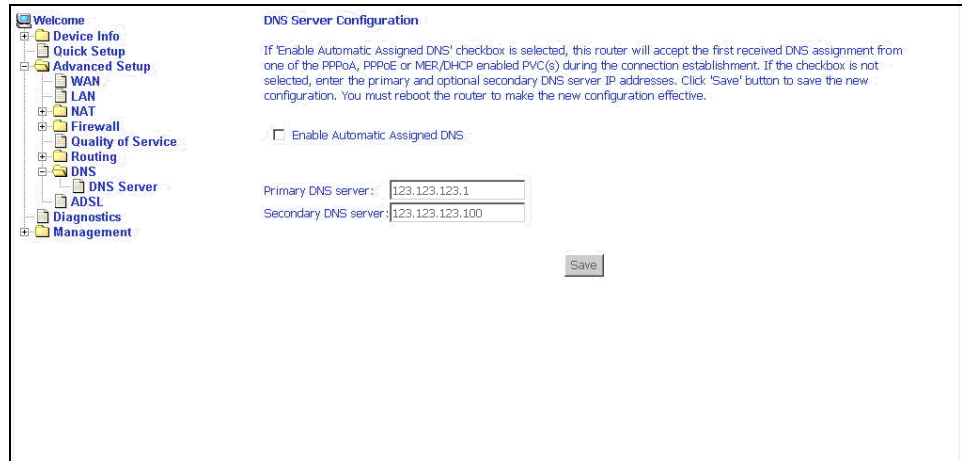 Welcome
Device Info
Quick Setup
Advanced Setup
WAN
LAN
NAT
Firewall
Quality of Service
Routing
DNS
DNS Server
ADSL
Diagnostics
Management
DNS Server Configuration
If 'Enable Automatic Assigned DNS' checkbox is selected, this router will accept the first received DNS assignment from
one of the PPPoA, PPPoE or MER/DHCP enabled PVC(s) during the connection establishment. If the checkbox is not
selected, enter the primary and optional secondary DNS server IP addresses. Click 'Save' button to save the new
configuration. You must reboot the router to make the new configuration effective.
Enable Automatic Assigned DNS
Primary DNS server: 123.123.123.1
Secondary DNS server: 123.123.123.100
Save